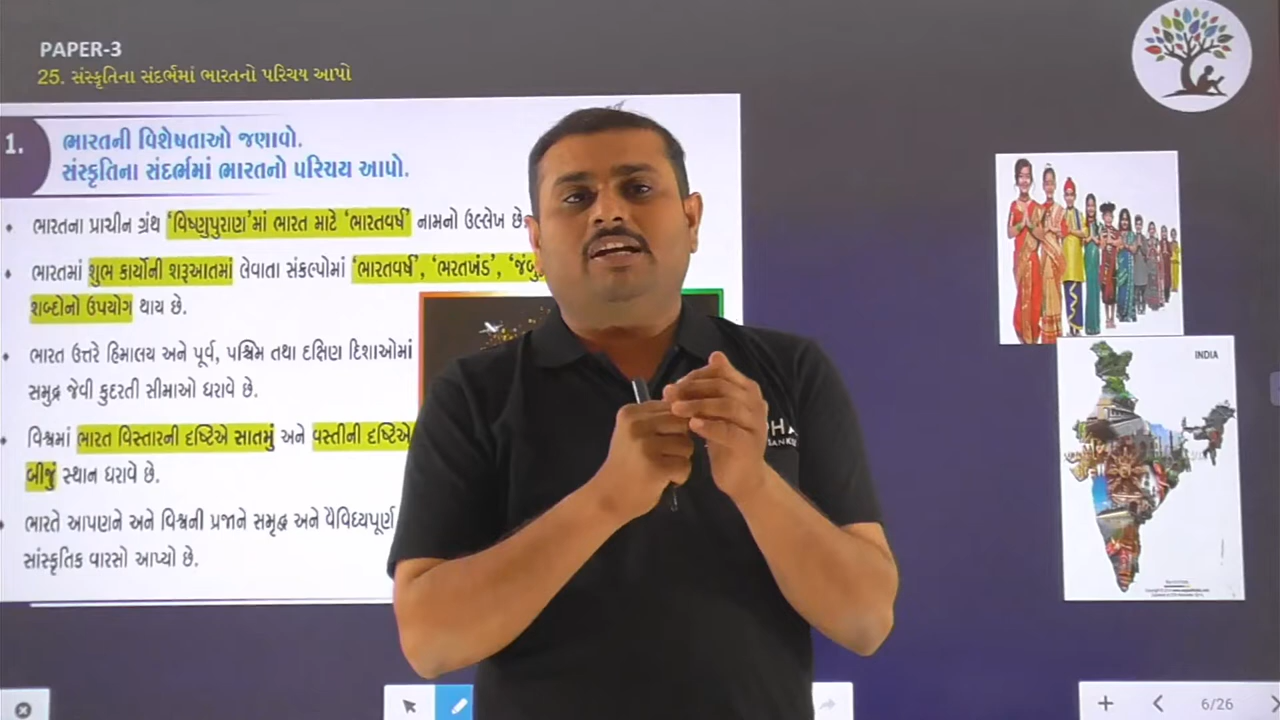 PAPER-3
25. સંસ્કૃતિના સંદર્ભમાં ભારતનો પરિચય આપો
1.
ભારતની વિશેષતાઓ જણાવો.
સંસ્કૃતિના સંદર્ભમાં ભારતનો પરિચય આપો.
• ભારતના પ્રાચીન ગ્રંથ ‘વિષ્ણુપુરાણ’માં ભારત માટે ‘ભારતવર્ષ’ નામનો ઉલ્લેખ છે
• ભારતમાં શુભ કાર્યોની શરૂઆતમાં લેવાતા સંકલ્પોમાં ‘ભારતવર્ષ’, ‘ભરતખંડ’,
શબ્દોનો ઉપયોગ થાય છે.
• ભારત ઉત્તરે હિમાલય અને પૂર્વ, પશ્ચિમ તથા દક્ષિણ દિશાઓમાં
સમુદ્ર જેવી કુદરતી સીમાઓ ધરાવે છે.
• વિશ્વમાં ભારત વિસ્તારની દષ્ટિએ સાતમું અને વસ્તીની દષ્ટિએ
બીજું સ્થાન ધરાવે છે.
• ભારતે આપણને અને વિશ્વની પ્રજાને સમૃદ્ધ અને વૈવિધ્યપૂર્ણ
સાંસ્કૃતિક વારસો આપ્યો છે.
INDIA
6/26